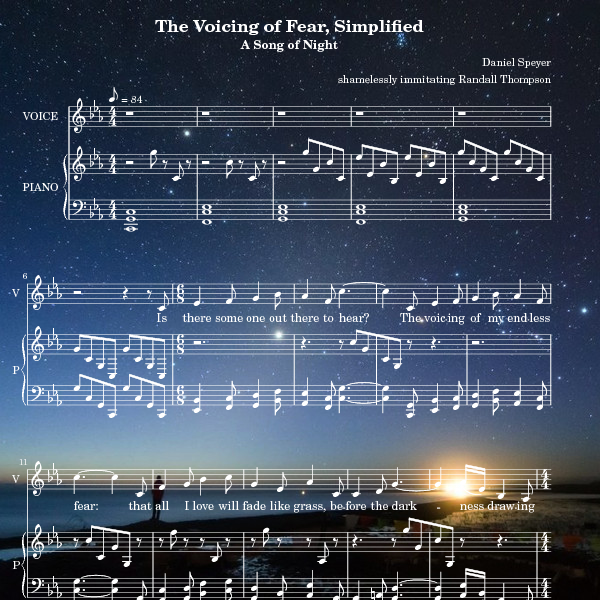 The Voicing of Fear, Simplified
A Song of Night
Daniel Speyer
shamelessly immitating Randall Thompson
= 84
VOICE
PIANO
6
V
Is there some one out there to hear? The voic-ing of my end-less
P
11
V
fear: that all I love will fade like grass, be-fore the dark - ness draw-ing
P